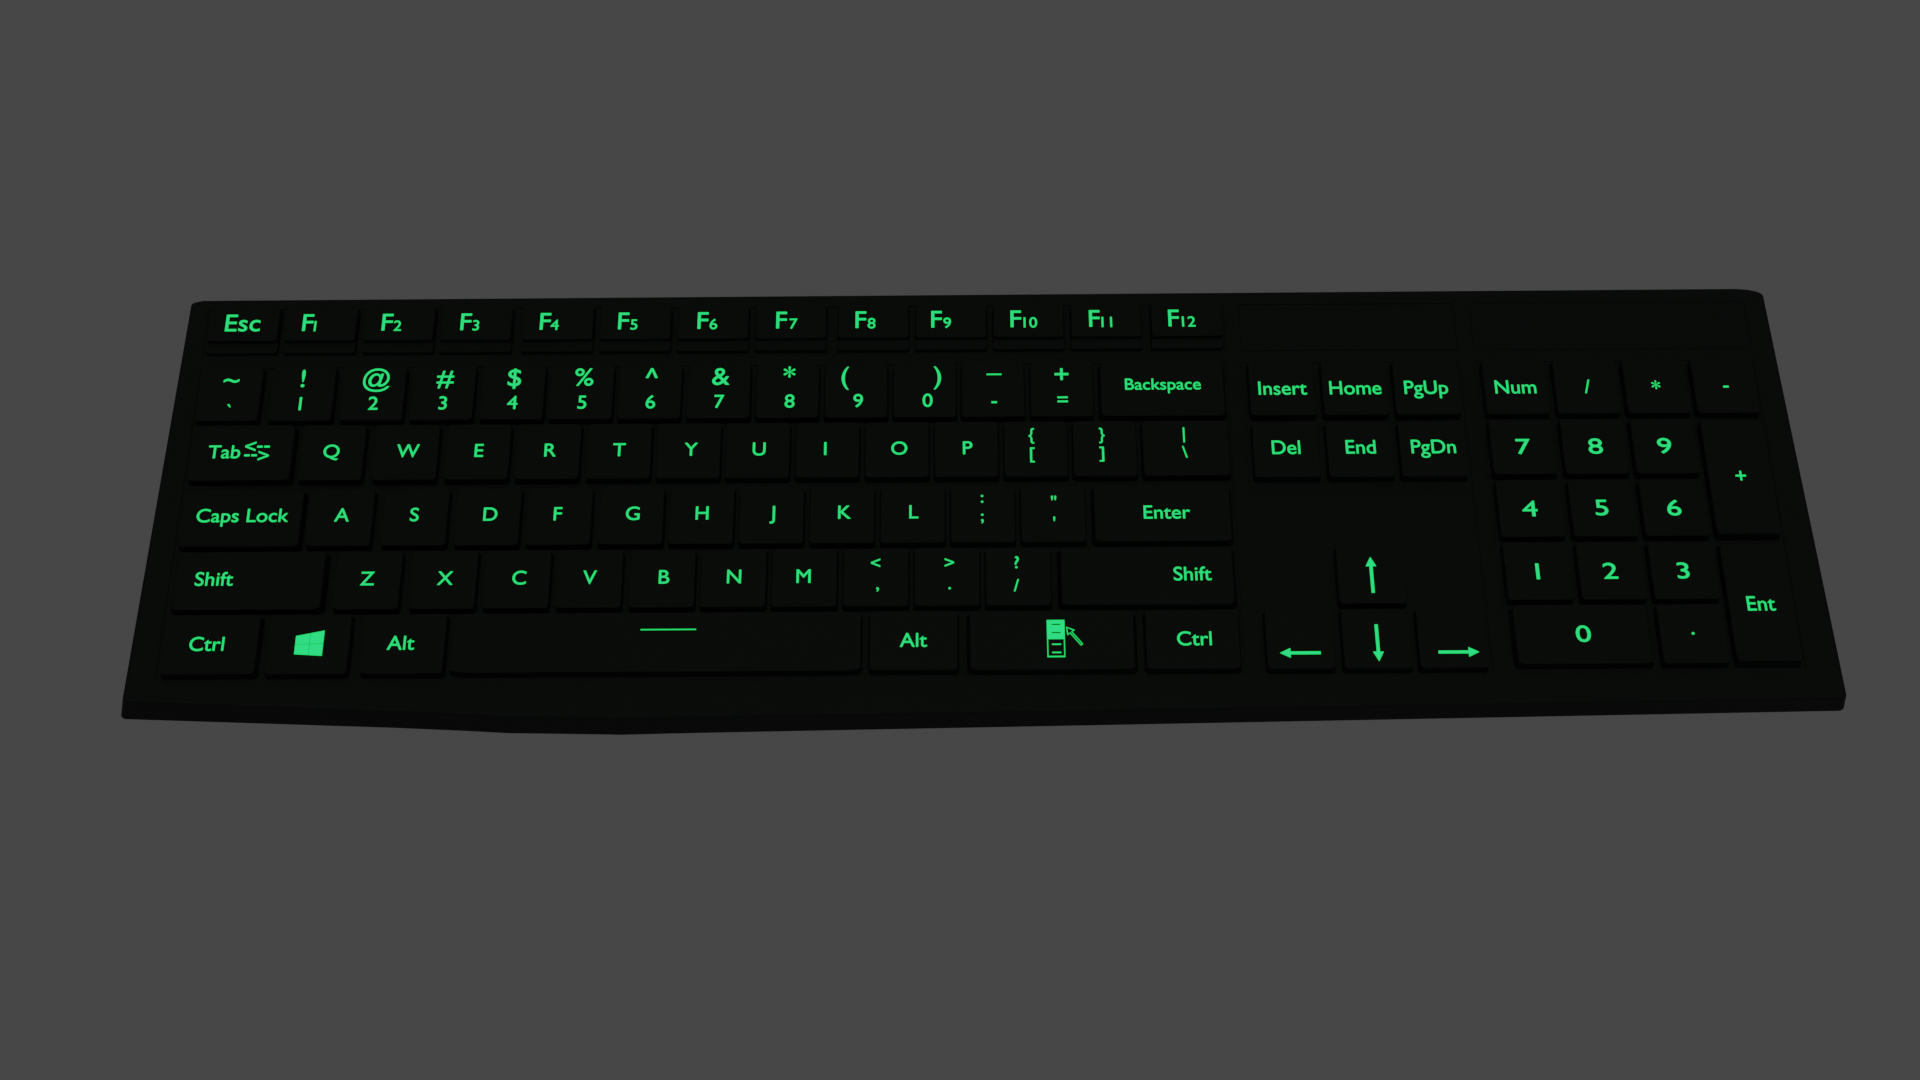 Esc F1 F2 F3 F4 F5 F6 F7 F8 F9 F10 F11 F12
~ ! @ # $ % ^ & * ( ) — +
` 1 2 3 4 5 6 7 8 9 0 - = Backspace Insert Home PgUp Num / * -
Tab Q W E R T Y U I O P { } | Del End PgDn 7 8 9
[ ] \ +
Caps Lock A S D F G H J K L : " Enter 4 5 6
; '
Shift Z X C V B N M < > ? Shift ↑ 1 2 3
, . / Ent
Ctrl Alt Alt Ctrl ← ↓ → 0 .